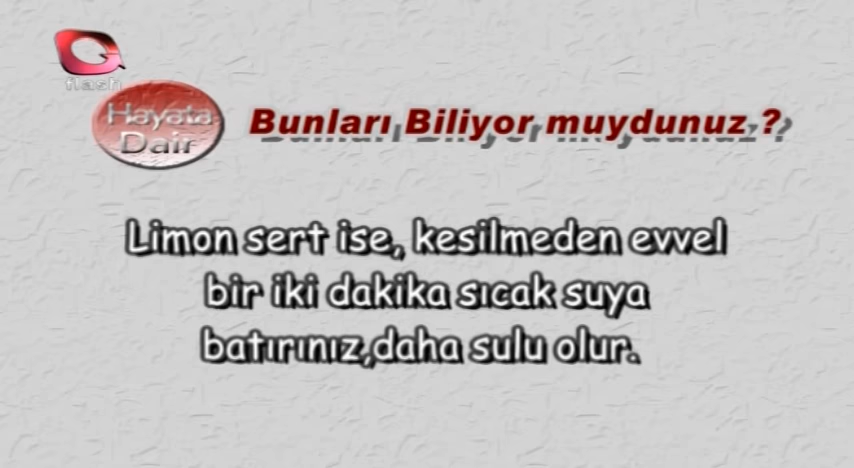 flash
Hayata
Dair
Bunları Biliyor muydunuz ?
Limon sert ise, kesilmeden evvel
bir iki dakika sıcak suya
batırınız,daha sulu olur.